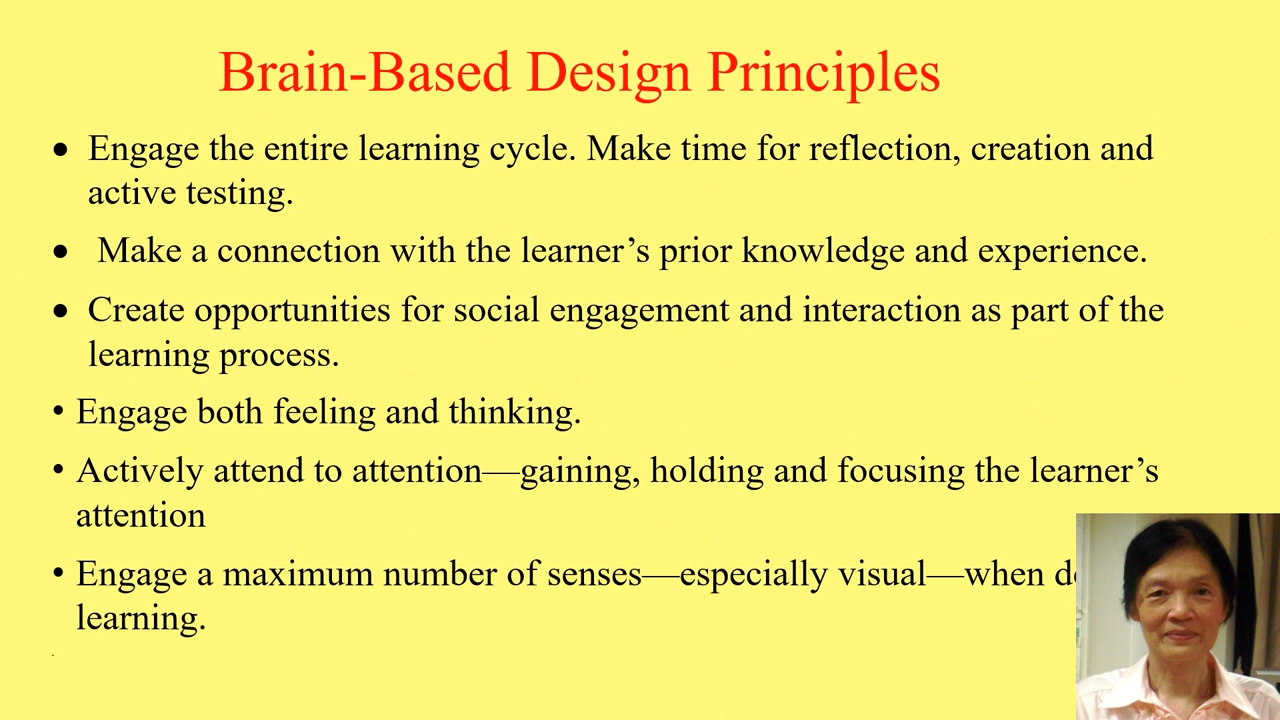 Brain-Based Design Principles
• Engage the entire learning cycle. Make time for reflection, creation and
active testing.
• Make a connection with the learner’s prior knowledge and experience.
• Create opportunities for social engagement and interaction as part of the
learning process.
• Engage both feeling and thinking.
• Actively attend to attention—gaining, holding and focusing the learner’s
attention
• Engage a maximum number of senses—especially visual—when
learning.
.